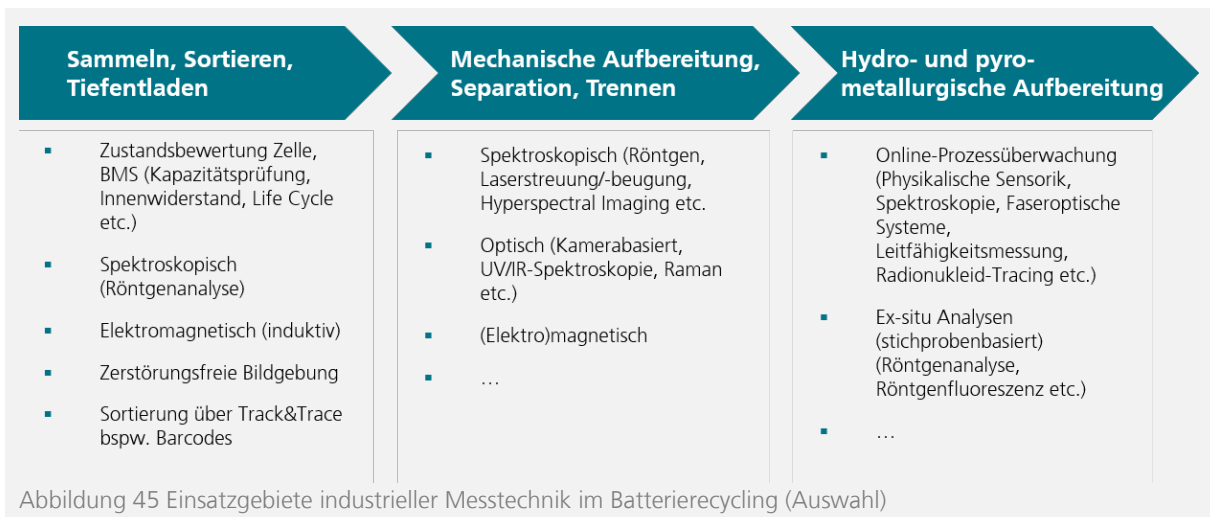 Sammeln, Sortieren,
Tiefentladen
Zustandsbewertung Zelle,
BMS (Kapazitätsprüfung,
Innenwiderstand, Life Cycle
etc.)
Spektroskopisch
(Röntgenanalyse)
Elektromagnetisch (induktiv)
Zerstörungsfreie Bildgebung
Sortierung über Track&Trace
bspw. Barcodes
Mechanische Aufbereitung,
Separation, Trennen
Spektroskopisch (Röntgen,
Laserstreuung/-beugung,
Hyperspectral Imaging etc.
Optisch (Kamerabasiert,
UV/IR-Spektroskopie, Raman
etc.)
(Elektro)magnetisch
…
Hydro- und pyro-
metallurgische Aufbereitung
Online-Prozessüberwachung
(Physikalische Sensorik,
Spektroskopie, Faseroptische
Systeme,
Leitfähigkeitsmessung,
Radionukleid-Tracing etc.)
Ex-situ Analysen
(stichprobenbasiert)
(Röntgenanalyse,
Röntgenfluoreszenz etc.)
…
Abbildung 45 Einsatzgebiete industrieller Messtechnik im Batterierecycling (Auswahl)